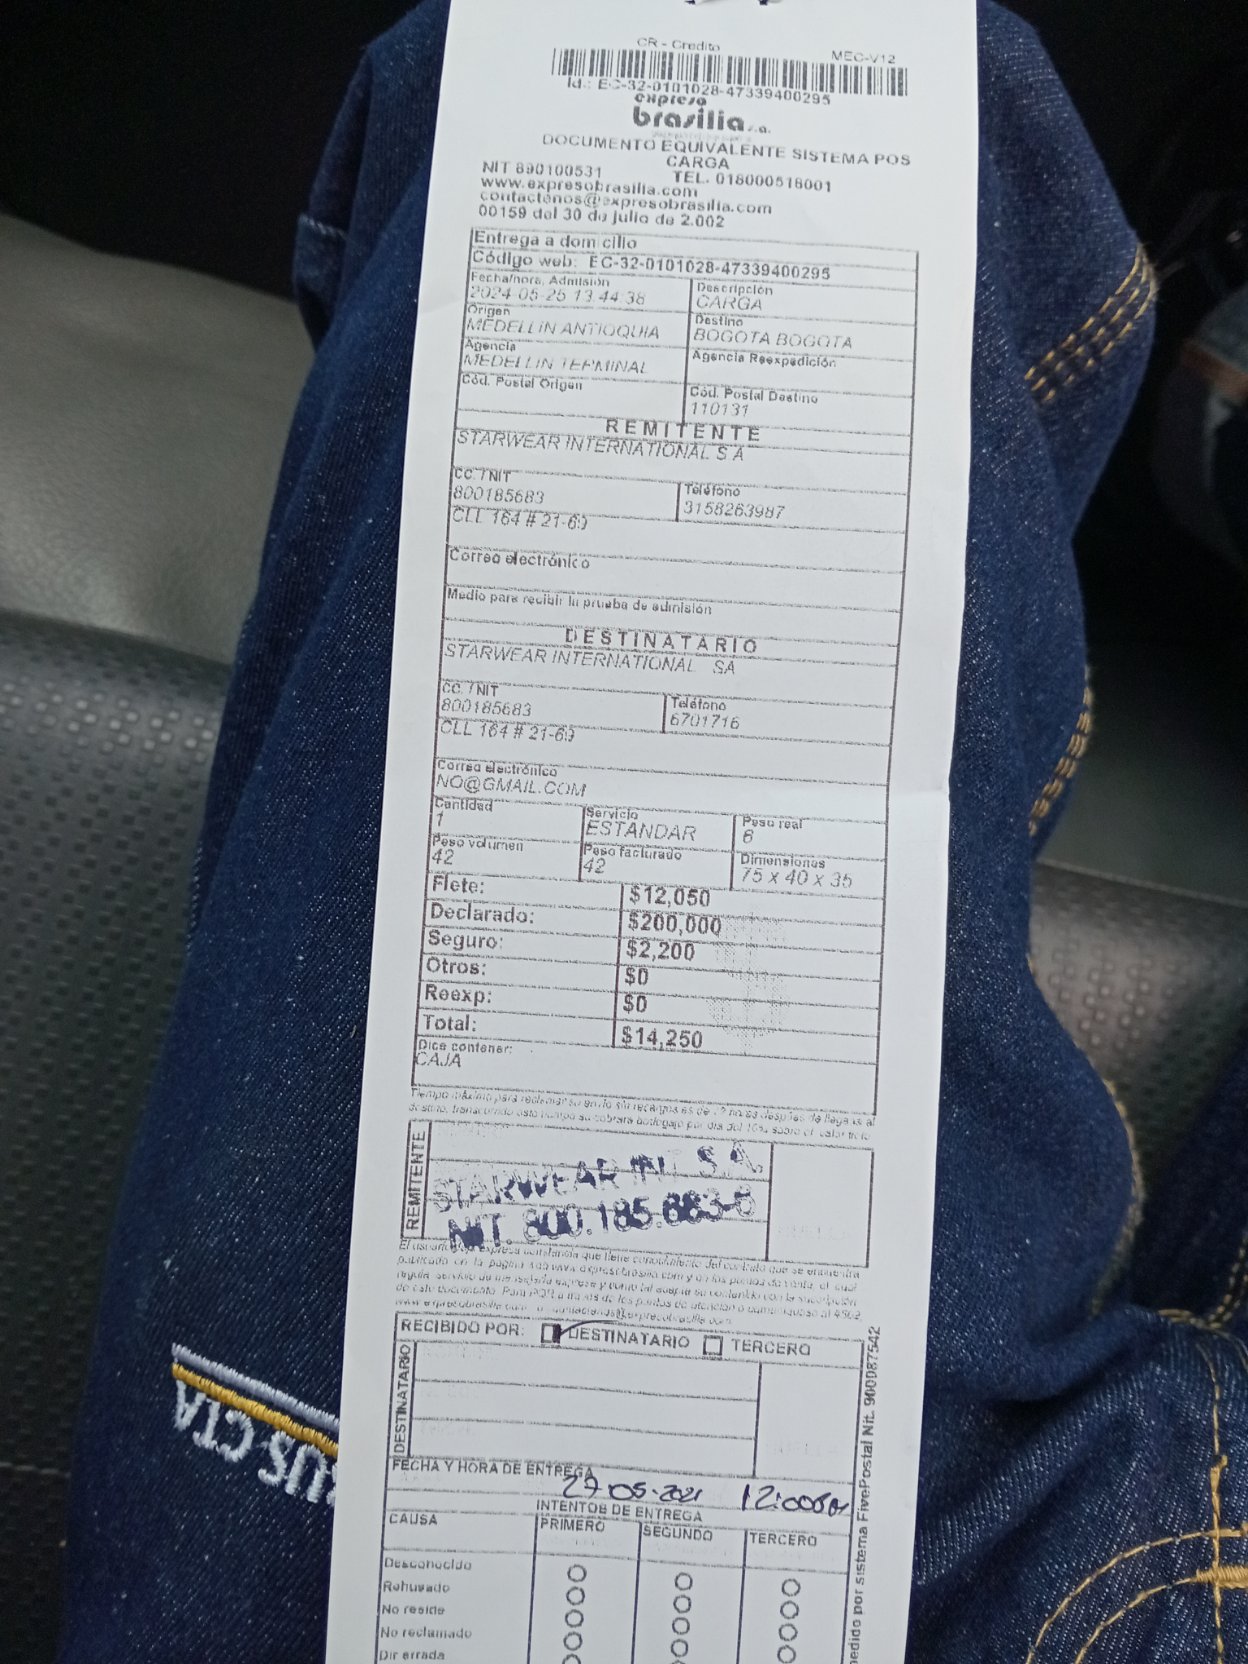 CR - Credito MEC-V12
Id.: EC-32-0101028-47339400295
expreso
brasilia s.a.
DOCUMENTO EQUIVALENTE SISTEMA POS
CARGA
NIT 890100531 TEL. 018000518001
www.expresobrasilia.com
contactenos@expresobrasilia.com
00159 del 30 de julio de 2.002
Entrega a domicilio
Código web: EC-32-0101028-47339400295
Fecha/hora, Admisión Descripción
2024-05-25 13:44:38 CARGA
Origen Destino
MEDELLIN ANTIOQUIA BOGOTA BOGOTA
Agencia Agencia Reexpedición
MEDELLIN TERMINAL
Cód. Postal Origen Cód. Postal Destino
110131
REMITENTE
STARWEAR INTERNATIONAL S A
CC. / NIT Teléfono
800185683 3158263987
CLL 164 # 21-69
Correo electrónico
Medio para recibir la prueba de admisión
DESTINATARIO
STARWEAR INTERNATIONAL SA
CC. / NIT Teléfono
800185683 6701716
CLL 164 # 21-69
Correo electrónico
NO@GMAIL.COM
Cantidad Servicio Peso real
1 ESTANDAR 6
Peso volumen Peso facturado Dimensiones
42 42 75 x 40 x 35
Flete: $12,050
Declarado: $200,000
Seguro: $2,200
Otros: $0
Reexp: $0
Total: $14,250
Dice contener:
CAJA
REMITENTE
STARWEAR INT. S.A.
NIT. 800.185.683-6
RECIBIDO POR: DESTINATARIO TERCERO
DESTINATARIO
FECHA Y HORA DE ENTREGA
27-05-2021 12:00
INTENTOS DE ENTREGA
CAUSA PRIMERO SEGUNDO TERCERO
Desconocido
Rehusado
No reside
No reclamado
Dir errada
medido por sistema FivePostal Nit. 900087542